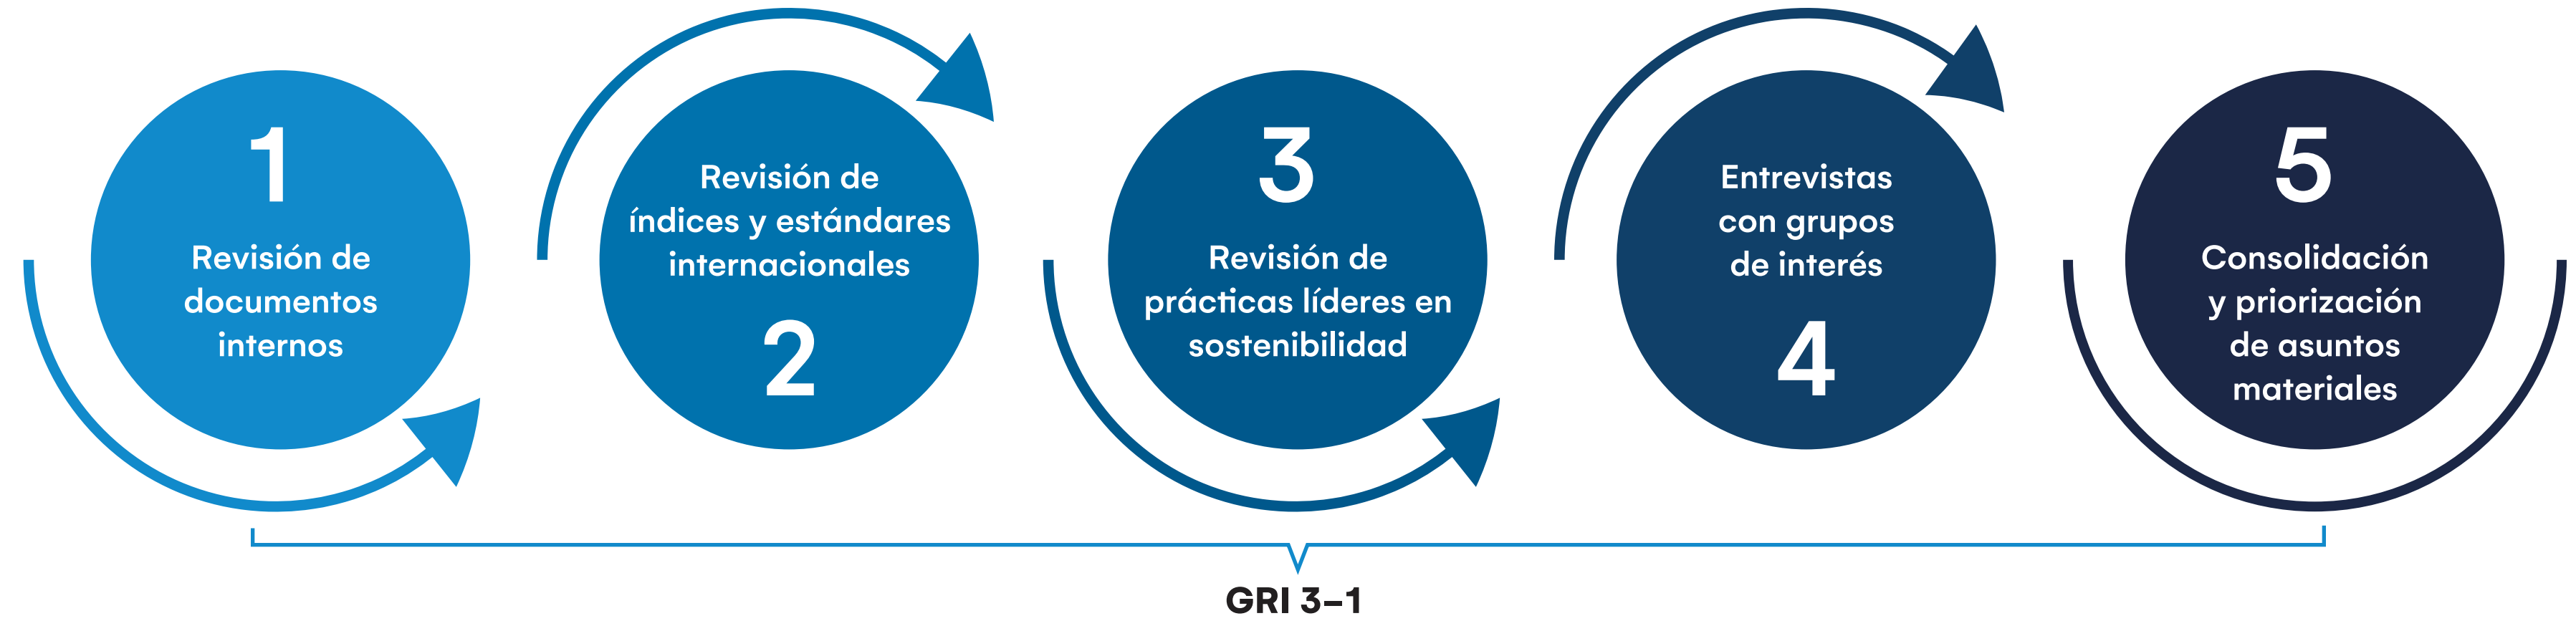 1
Revisión de
documentos
internos
Revisión de
índices y estándares
internacionales
2
3
Revisión de
prácticas líderes en
sostenibilidad
Entrevistas
con grupos
de interés
4
5
Consolidación
y priorización
de asuntos
materiales
GRI 3–1